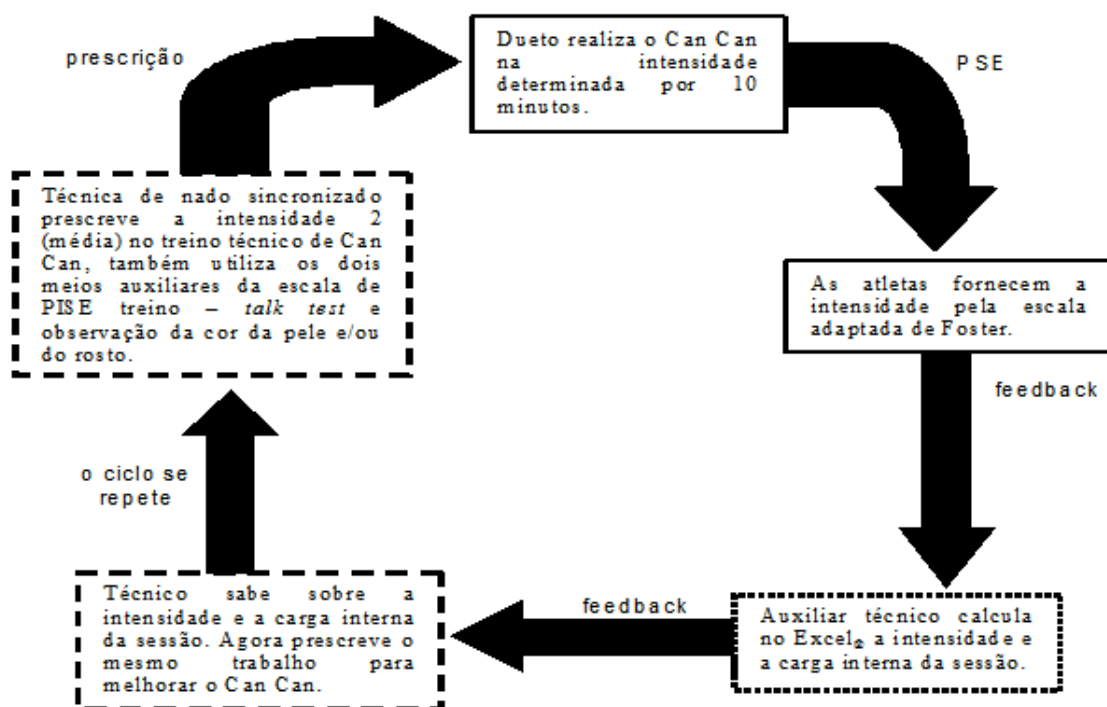 prescrição
Dueto realiza o Can Can
na intensidade
determinada por 10
minutos.
PSE
Técnica de nado sincronizado
prescreve a intensidade 2
(média) no treino técnico de Can
Can, também utiliza os dois
meios auxiliares da escala de
PISE treino – talk test e
observação da cor da pele e/ou
do rosto.
As atletas fornecem a
intensidade pela escala
adaptada de Foster.
feedback
o ciclo se
repete
Técnico sabe sobre a
intensidade e a carga interna
da sessão. Agora prescreve o
mesmo trabalho para
melhorar o Can Can.
feedback
Auxiliar técnico calcula
no Excel® a intensidade e
a carga interna da sessão.